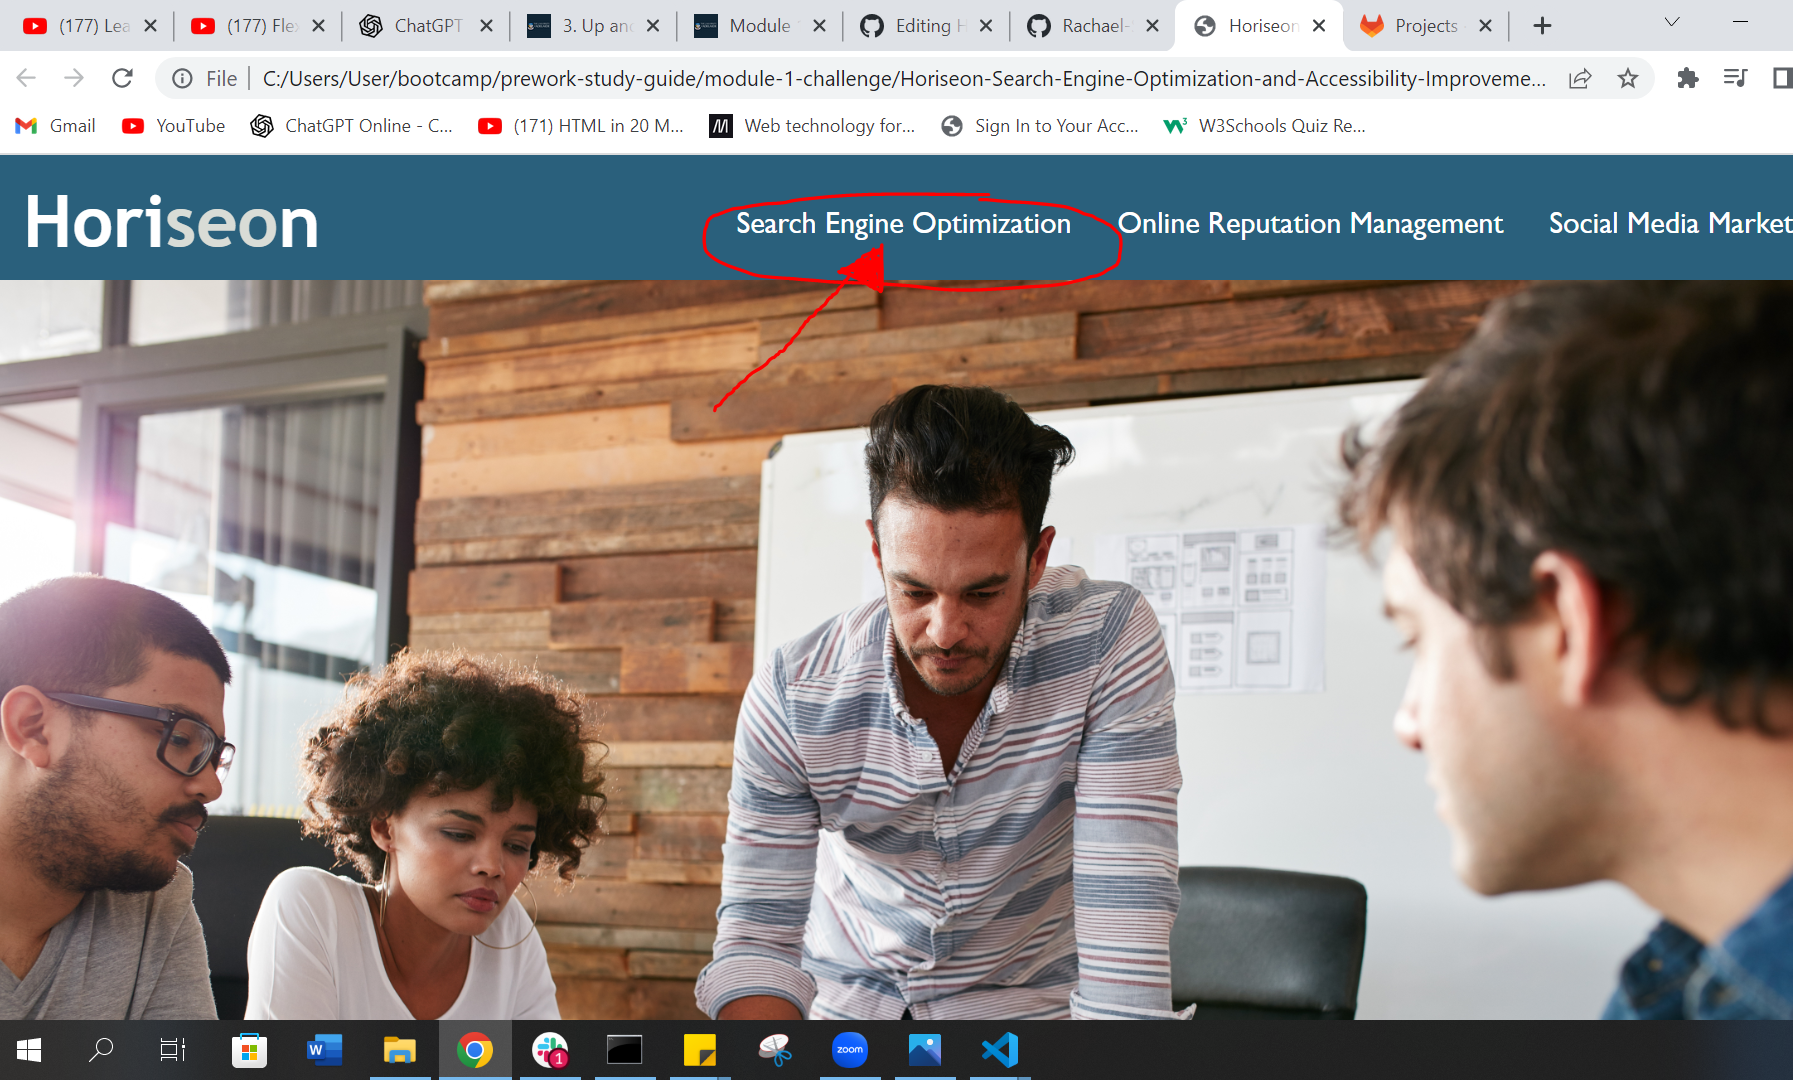 (177) Lea
(177) Flex
ChatGPT
3. Up and
Module
Editing H
Rachael-
Horiseon
Projects
File
C:/Users/User/bootcamp/prework-study-guide/module-1-challenge/Horiseon-Search-Engine-Optimization-and-Accessibility-Improveme...
Gmail
YouTube
ChatGPT Online - C...
(171) HTML in 20 M...
Web technology for...
Sign In to Your Acc...
W3Schools Quiz Re...
Horiseon
Search Engine Optimization
Online Reputation Management
Social Media Market
W
1
zoom